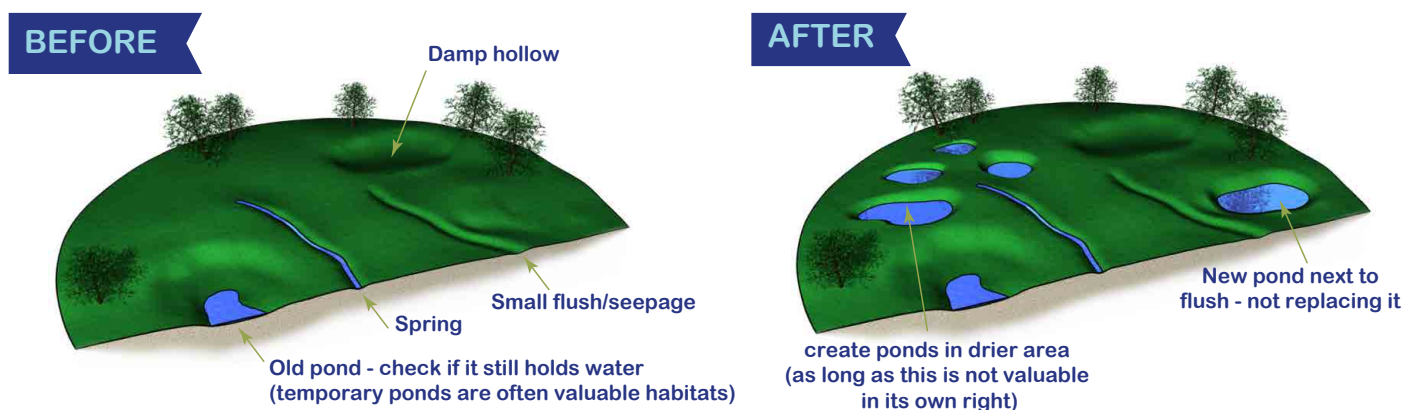 BEFORE
Damp hollow
Small flush/seepage
Spring
Old pond - check if it still holds water
(temporary ponds are often valuable habitats)
AFTER
New pond next to
flush - not replacing it
create ponds in drier area
(as long as this is not valuable
in its own right)